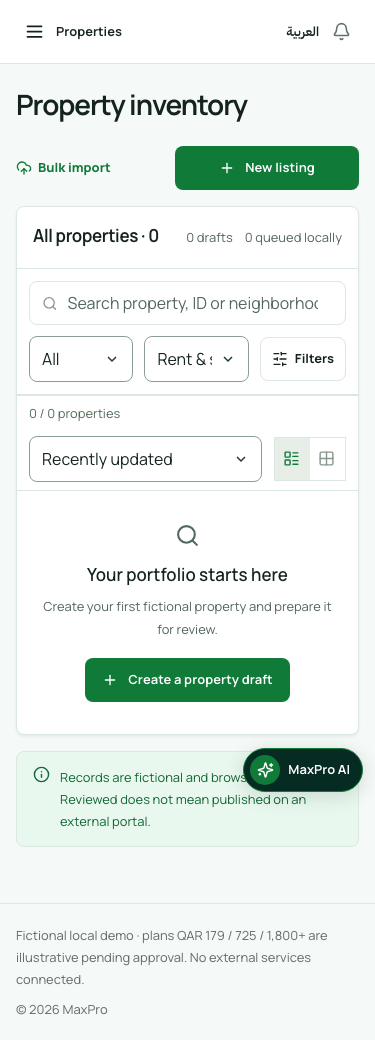 Properties
العربية
Property inventory
Bulk import
New listing
All properties · 0
0 drafts
0 queued locally
Search property, ID or neighborhoo
All
Rent &
Filters
0 / 0 properties
Recently updated
Your portfolio starts here
Create your first fictional property and prepare it
for review.
Create a property draft
Records are fictional and brows
MaxPro AI
Reviewed does not mean published on an
external portal.
Fictional local demo · plans QAR 179 / 725 / 1,800+ are
illustrative pending approval. No external services
connected.
© 2026 MaxPro